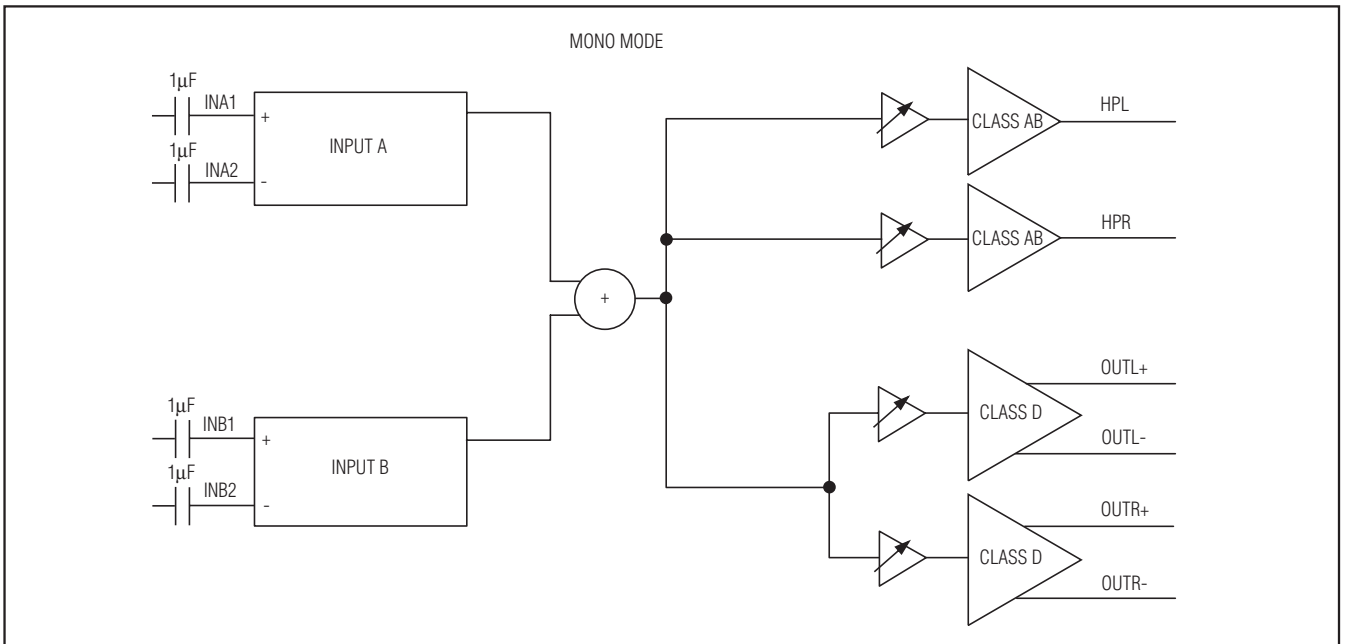 MONO MODE
1μF
INA1
+
INPUT A
1μF
INA2
-
1μF
INB1
+
INPUT B
1μF
INB2
-
+
CLASS AB
HPL
CLASS AB
HPR
CLASS D
OUTL+
OUTL-
CLASS D
OUTR+
OUTR-